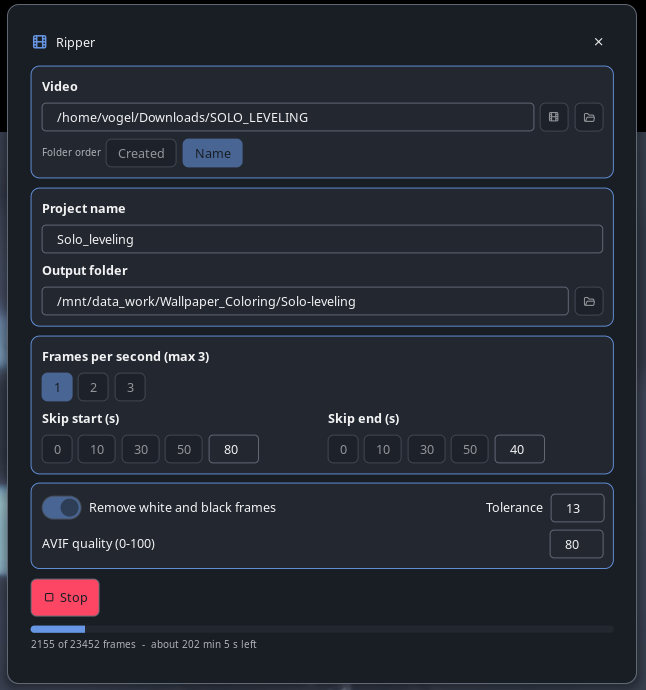 Ripper
Video
/home/vogel/Downloads/SOLO_LEVELING
Folder order Created Name
Project name
Solo_leveling
Output folder
/mnt/data_work/Wallpaper_Coloring/Solo-leveling
Frames per second (max 3)
1 2 3
Skip start (s) Skip end (s)
0 10 30 50 80 0 10 30 50 40
Remove white and black frames Tolerance 13
AVIF quality (0-100) 80
Stop
2155 of 23452 frames - about 202 min 5 s left